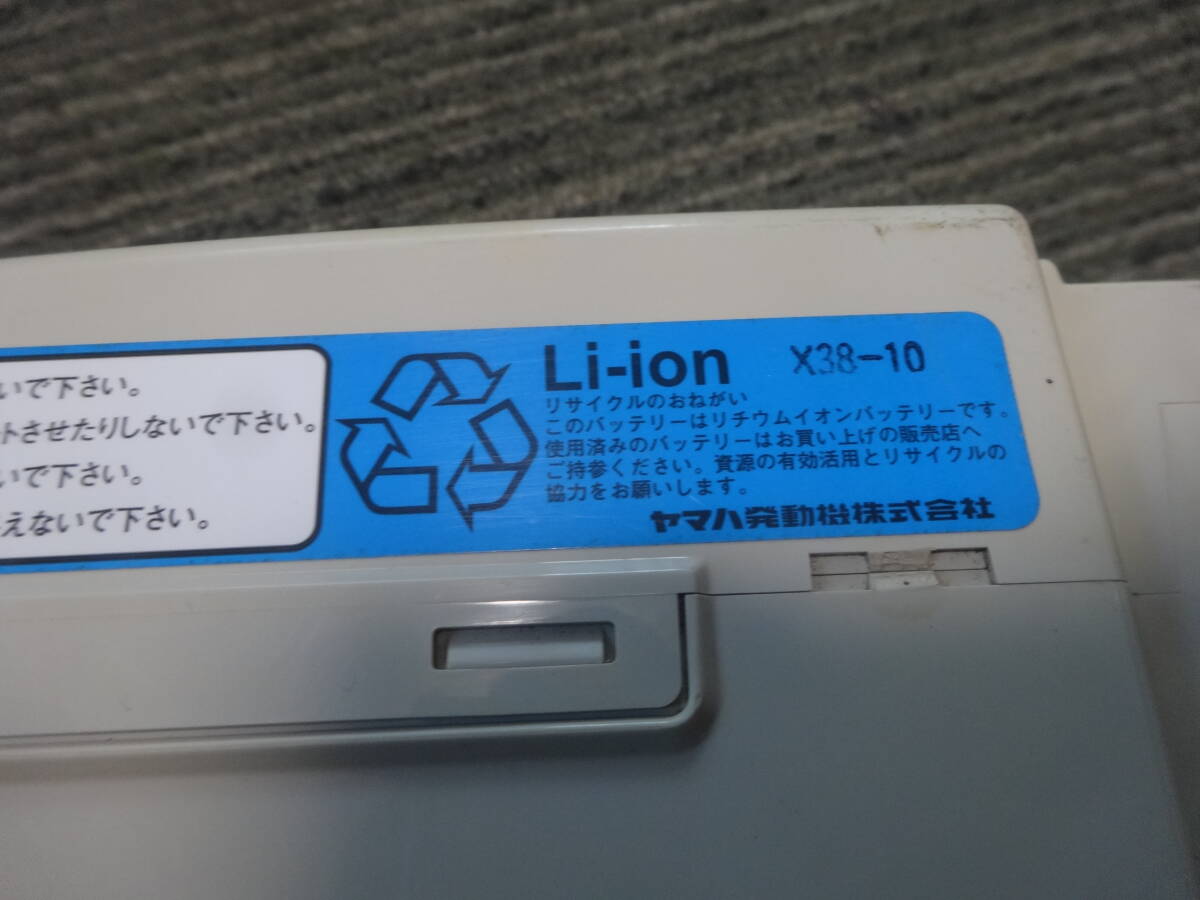 いで下さい。
トさせたりしないで下さい。
いで下さい。
えないで下さい。
Li-ion X38-10
リサイクルのおねがい
このバッテリーはリチウムイオンバッテリーです。
使用済みのバッテリーはお買い上げの販売店へ
ご持参ください。資源の有効活用とリサイクルの
協力をお願いします。
ヤマハ発動機株式会社